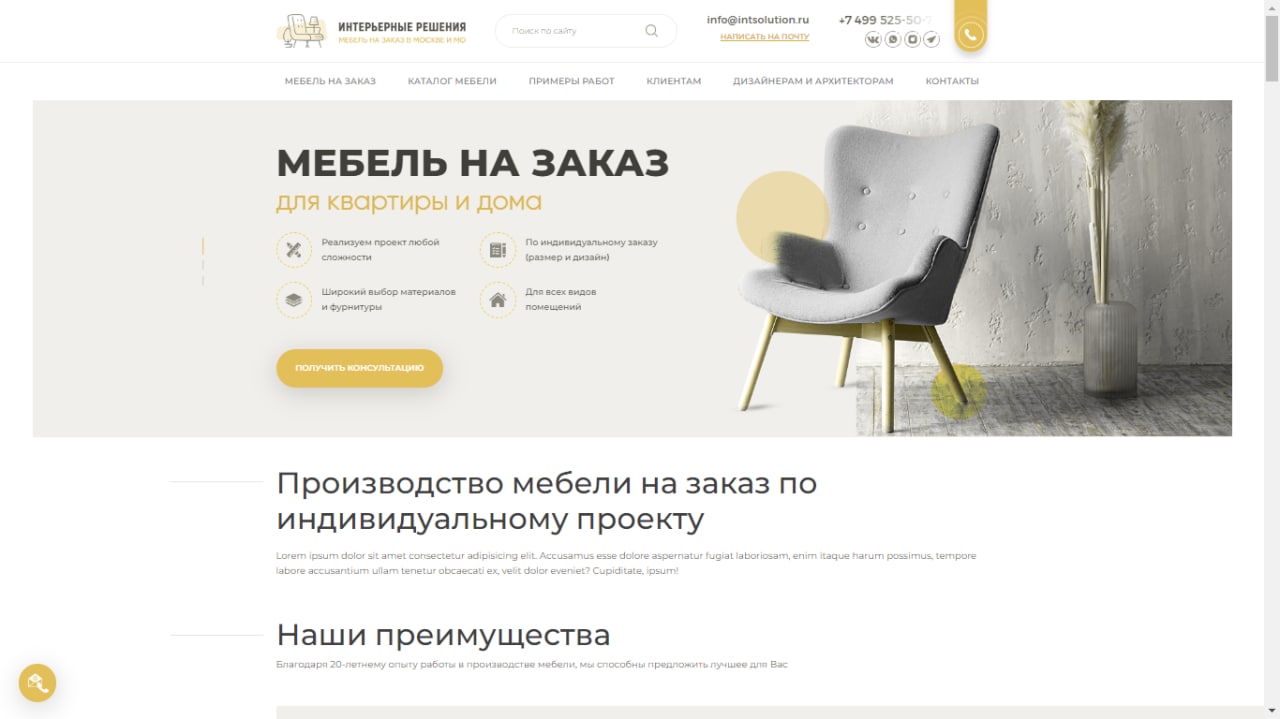 ИНТЕРЬЕРНЫЕ РЕШЕНИЯ
МЕБЕЛЬ НА ЗАКАЗ В МОСКВЕ И МО
Поиск по сайту
info@intsolution.ru
НАПИСАТЬ НА ПОЧТУ
+7 499 525-50-7
МЕБЕЛЬ НА ЗАКАЗ
КАТАЛОГ МЕБЕЛИ
ПРИМЕРЫ РАБОТ
КЛИЕНТАМ
ДИЗАЙНЕРАМ И АРХИТЕКТОРАМ
КОНТАКТЫ
МЕБЕЛЬ НА ЗАКАЗ
для квартиры и дома
Реализуем проект любой
сложности
По индивидуальному заказу
(размер и дизайн)
Широкий выбор материалов
и фурнитуры
Для всех видов
помещений
ПОЛУЧИТЬ КОНСУЛЬТАЦИЮ
Производство мебели на заказ по
индивидуальному проекту
Lorem ipsum dolor sit amet consectetur adipisicing elit. Accusamus esse dolore aspernatur fugiat laboriosam, enim itaque harum possimus, tempore
labore accusantium ullam tenetur obcaecati ex, velit dolor eveniet? Cupiditate, ipsum!
Наши преимущества
Благодаря 20-летнему опыту работы в производстве мебели, мы способны предложить лучшее для Вас